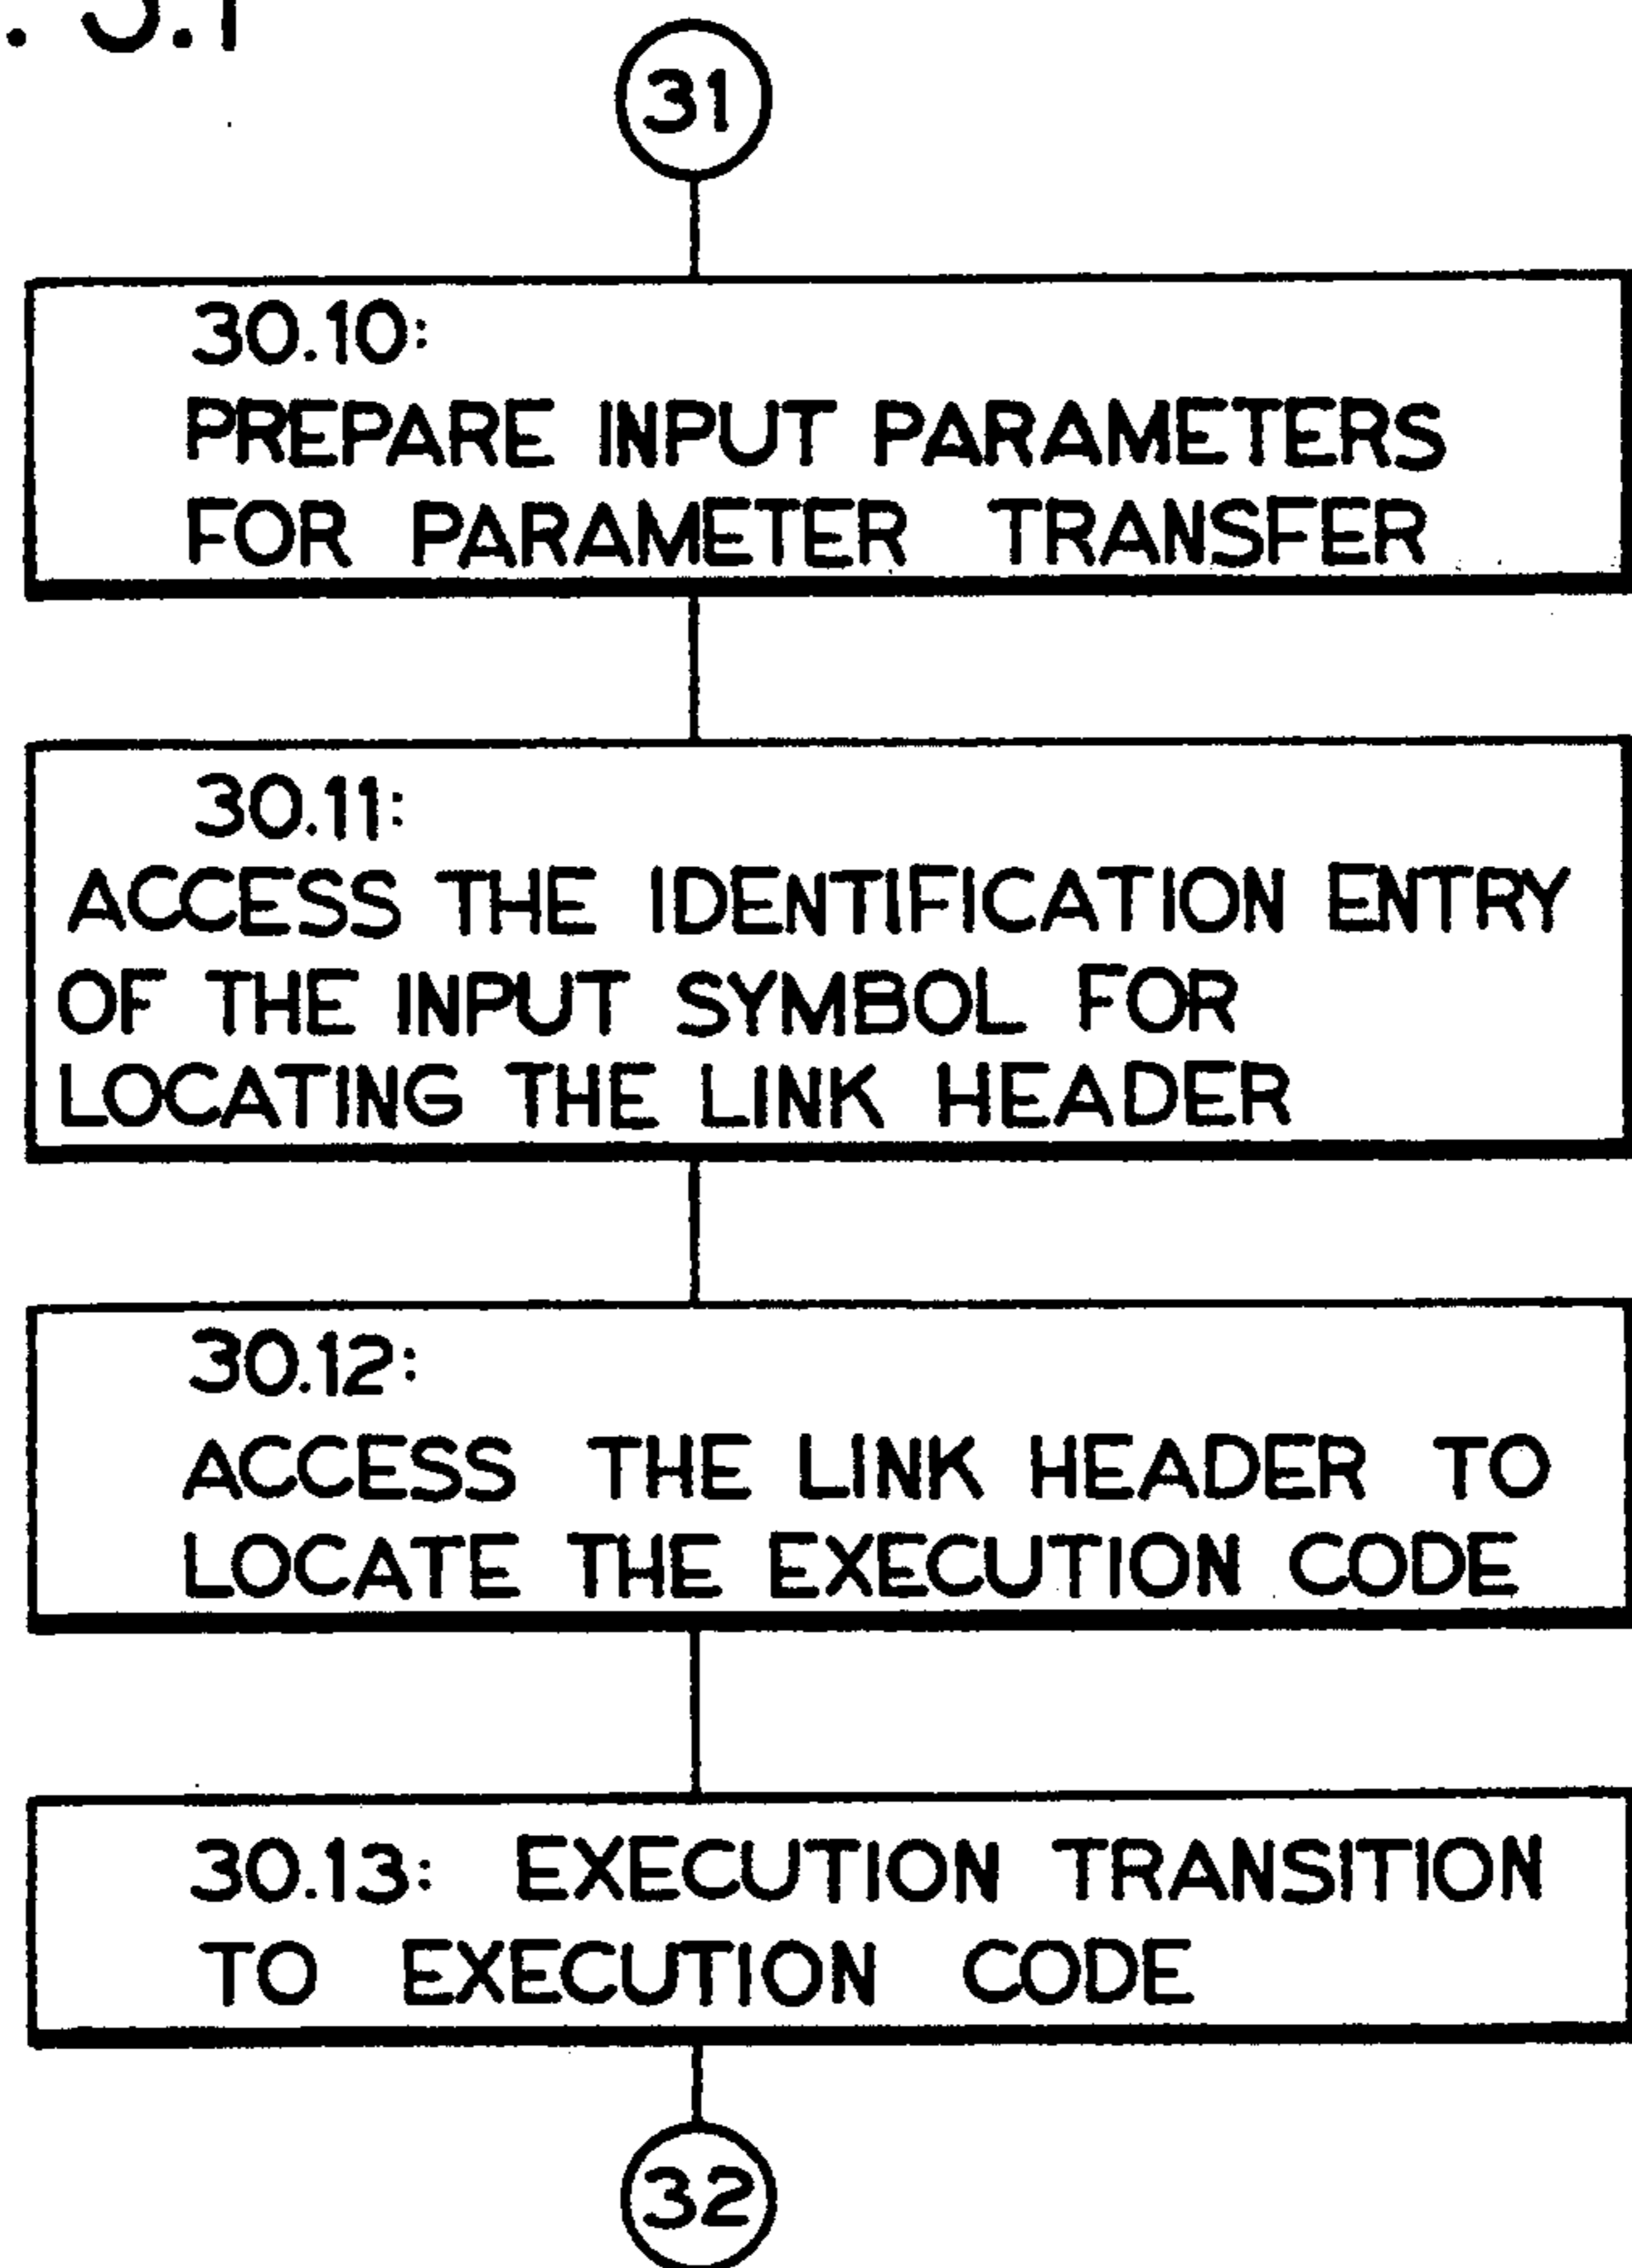 31
30.10:
PREPARE INPUT PARAMETERS
FOR PARAMETER TRANSFER
30.11:
ACCESS THE IDENTIFICATION ENTRY
OF THE INPUT SYMBOL FOR
LOCATING THE LINK HEADER
30.12:
ACCESS THE LINK HEADER TO
LOCATE THE EXECUTION CODE
30.13: EXECUTION TRANSITION
TO EXECUTION CODE
32